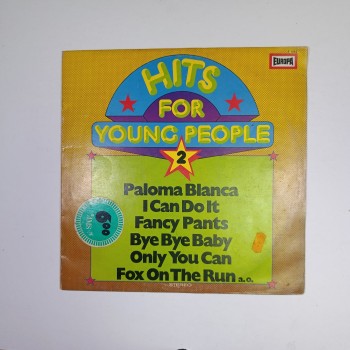 EUROPA
HITS
FOR
YOUNG PEOPLE
2
Paloma Blanca
I Can Do It
Fancy Pants
Bye Bye Baby
Only You Can
Fox On The Run a.o.
STEREO